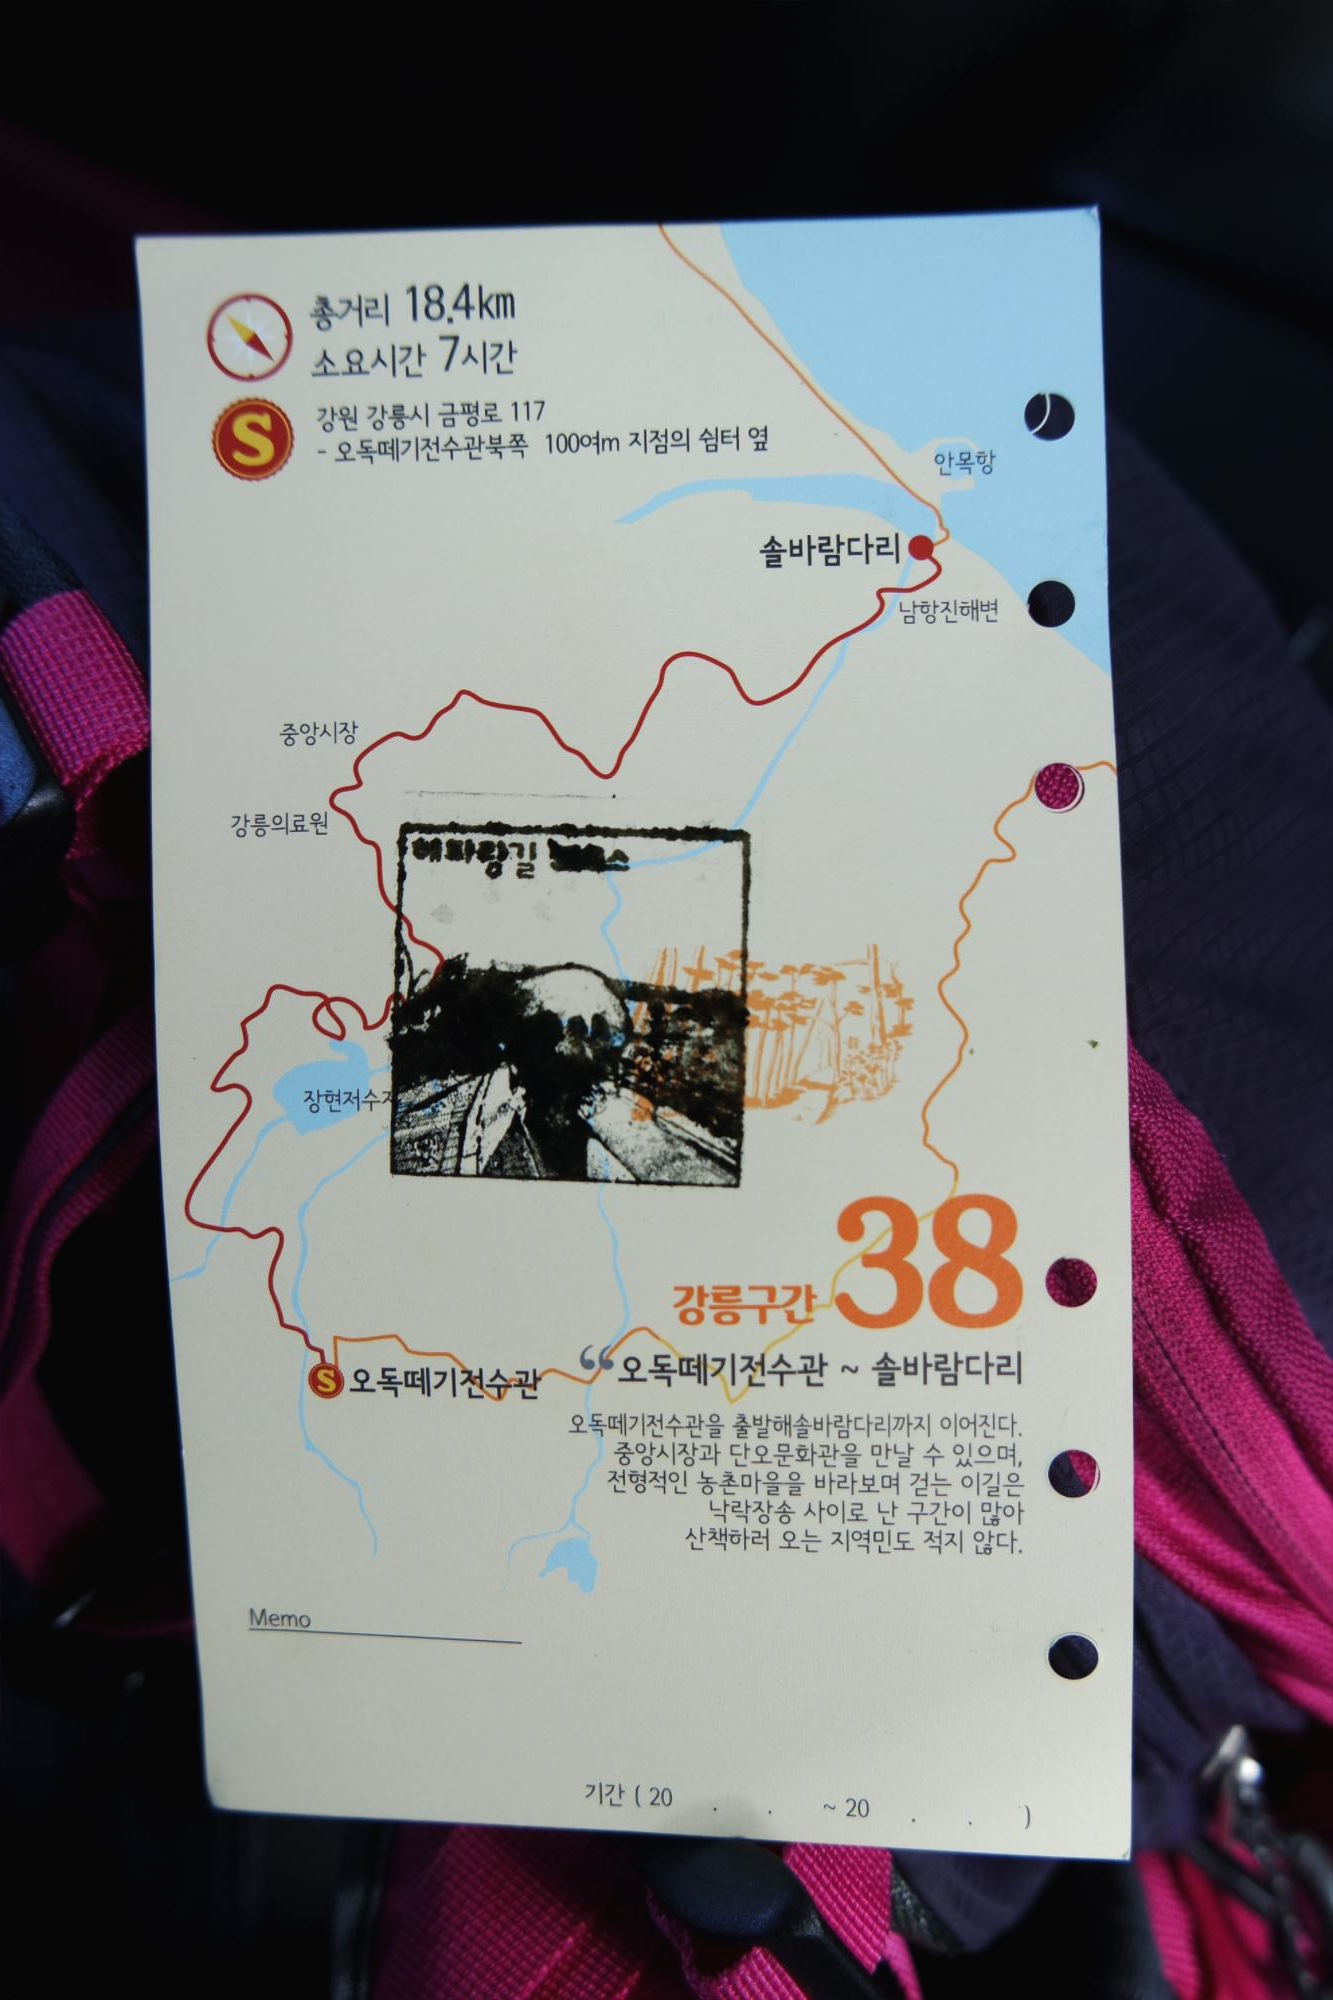 총거리 18.4km
소요시간 7시간
S
강원 강릉시 금평로 117
- 오독떼기전수관북쪽 100여m 지점의 쉼터 옆
안목항
솔바람다리
남항진해변
중앙시장
강릉의료원
해파랑길
장현저수지
강릉구간 38
S 오독떼기전수관
“오독떼기전수관 ~ 솔바람다리
오독떼기전수관을 출발해솔바람다리까지 이어진다.
중앙시장과 단오문화관을 만날 수 있으며,
전형적인 농촌마을을 바라보며 걷는 이길은
낙락장송 사이로 난 구간이 많아
산책하러 오는 지역민도 적지 않다.
Memo
기간 ( 20 . . ~ 20 . . )